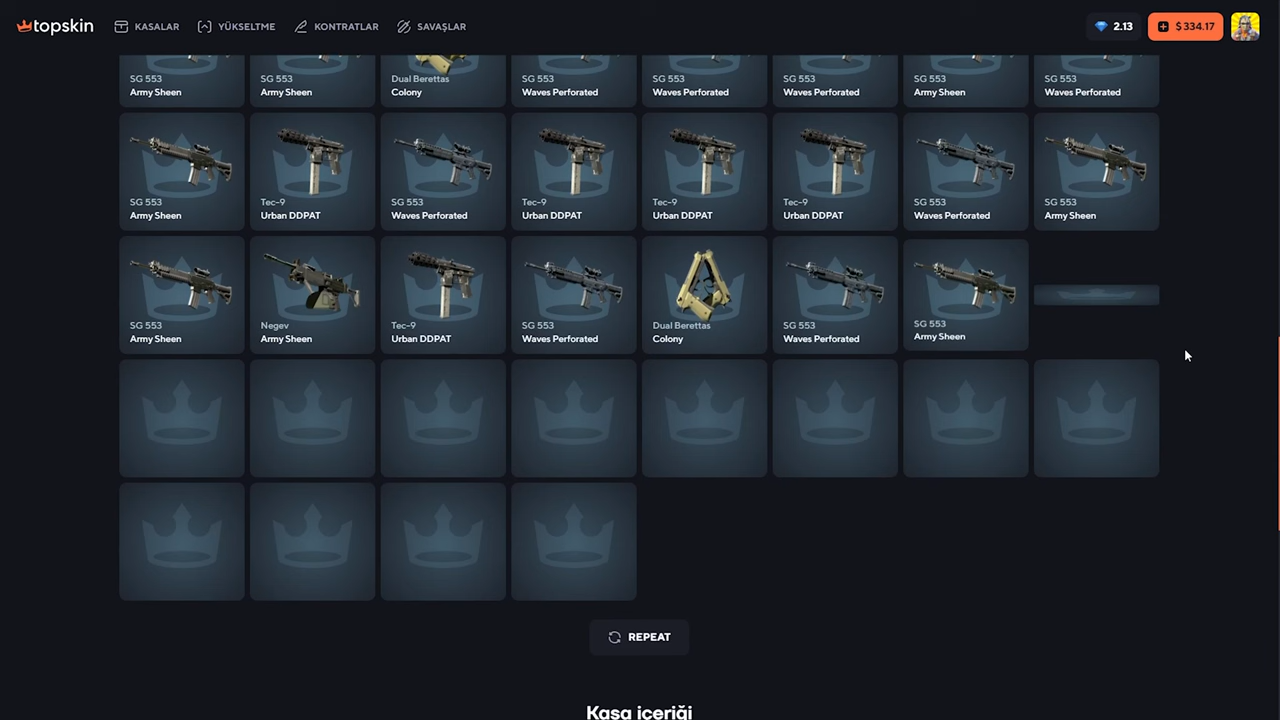 topskin KASALAR YÜKSELTME KONTRATLAR SAVAŞLAR 2.13 $ 334.17
SG 553 SG 553 Dual Berettas SG 553 SG 553 SG 553 SG 553 SG 553
Army Sheen Army Sheen Colony Waves Perforated Waves Perforated Waves Perforated Army Sheen Waves Perforated
SG 553 Tec-9 SG 553 Tec-9 Tec-9 Tec-9 SG 553 SG 553
Army Sheen Urban DDPAT Waves Perforated Urban DDPAT Urban DDPAT Urban DDPAT Waves Perforated Army Sheen
SG 553 Negev Tec-9 SG 553 Dual Berettas SG 553 SG 553
Army Sheen Army Sheen Urban DDPAT Waves Perforated Colony Waves Perforated Army Sheen
REPEAT
Kasa içeriği